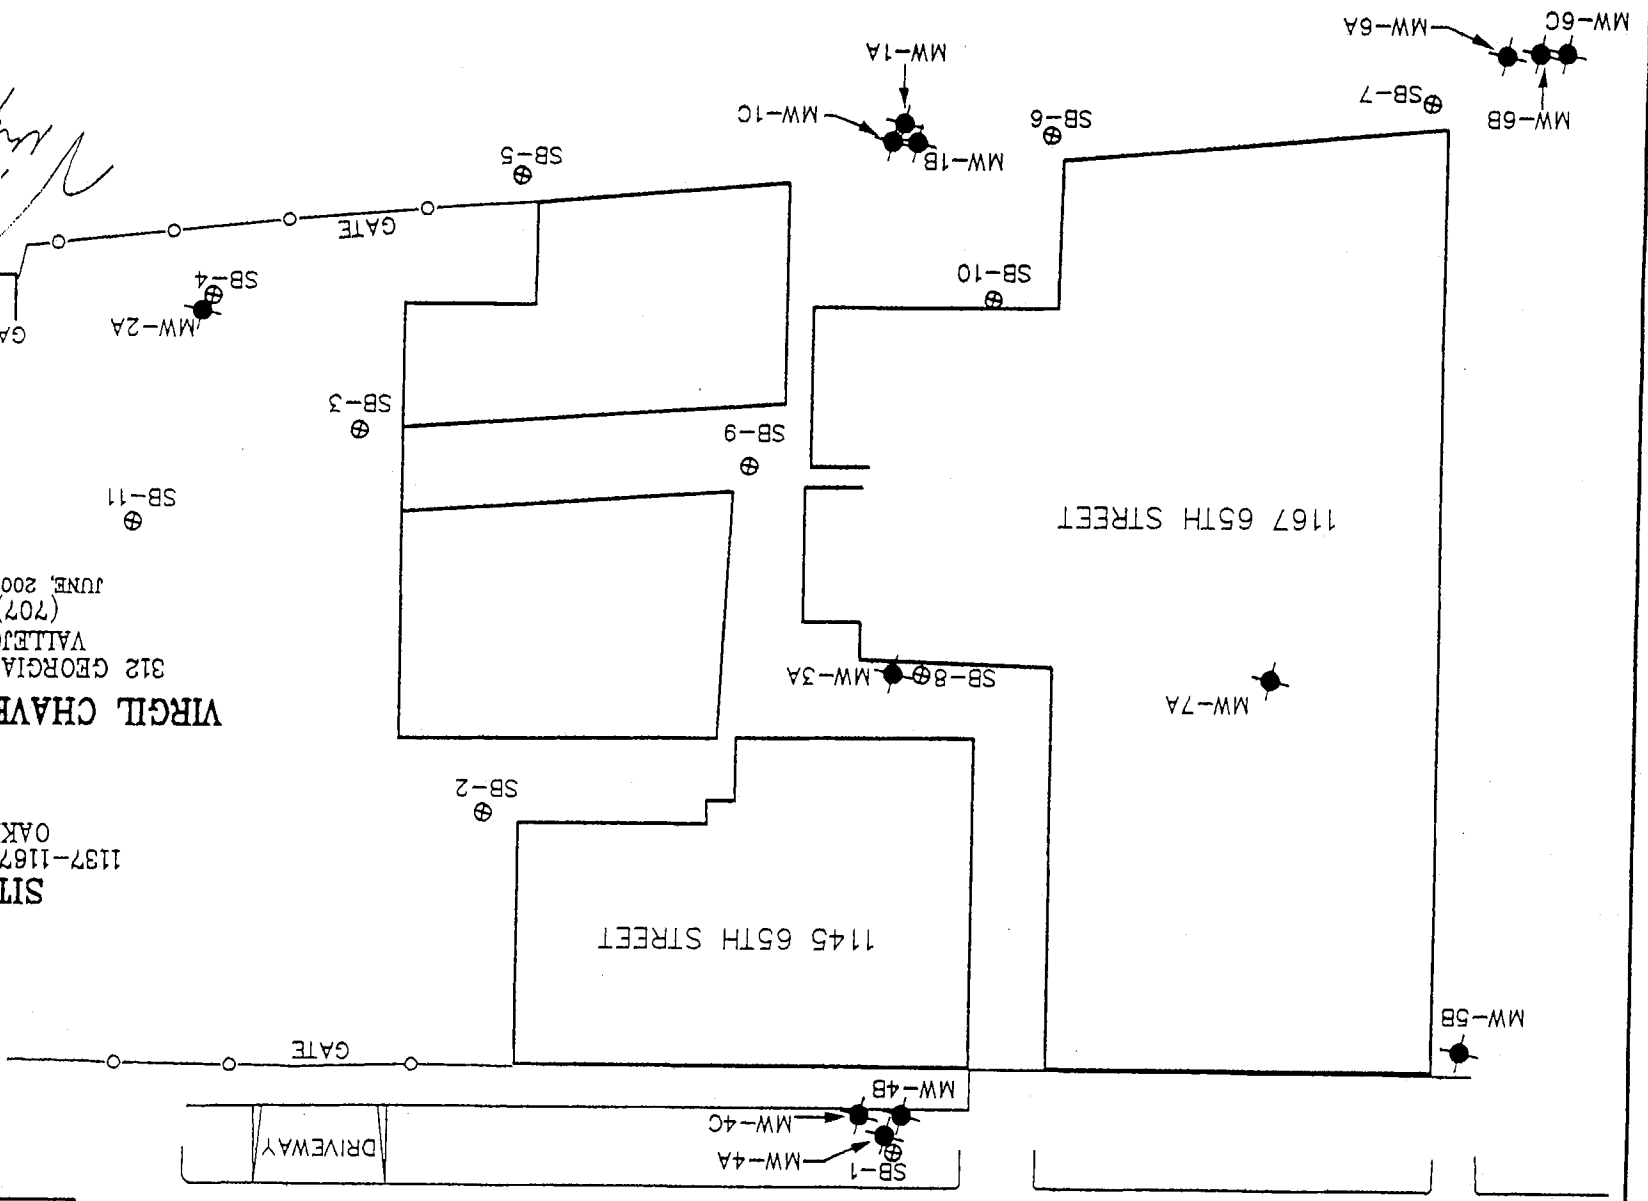 SB-1
MW-4A
DRIVEWAY
MW-4C
MW-4B
GATE
MW-5B
1145 65TH STREET
SIT
1137-1167
OAK
SB-2
VIRGIL CHAVE
312 GEORGIA
VALLEJ
(707)
JUNE, 200
MW-7A
SB-8
MW-3A
1167 65TH STREET
SB-11
SB-9
SB-3
MW-2A
GA
SB-10
SB-4
GATE
SB-5
MW-1B
SB-6
MW-6B
MW-1C
SB-7
MW-1A
MW-6A
MW-6C